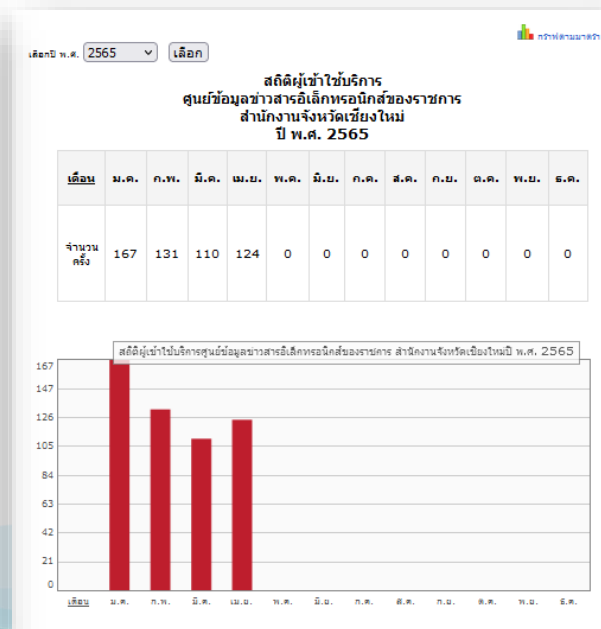 กราฟตามมาตรา
เลือกปี พ.ศ. 2565 เลือก
สถิติผู้เข้าใช้บริการ
ศูนย์ข้อมูลข่าวสารอิเล็กทรอนิกส์ของราชการ
สำนักงานจังหวัดเชียงใหม่
ปี พ.ศ. 2565
เดือน ม.ค. ก.พ. มี.ค. เม.ย. พ.ค. มิ.ย. ก.ค. ส.ค. ก.ย. ต.ค. พ.ย. ธ.ค.
จำนวน
ครั้ง 167 131 110 124 0 0 0 0 0 0 0 0
สถิติผู้เข้าใช้บริการศูนย์ข้อมูลข่าวสารอิเล็กทรอนิกส์ของราชการ สำนักงานจังหวัดเชียงใหม่ปี พ.ศ. 2565
167
147
126
105
84
63
42
21
0
เดือน ม.ค. ก.พ. มี.ค. เม.ย. พ.ค. มิ.ย. ก.ค. ส.ค. ก.ย. ต.ค. พ.ย. ธ.ค.